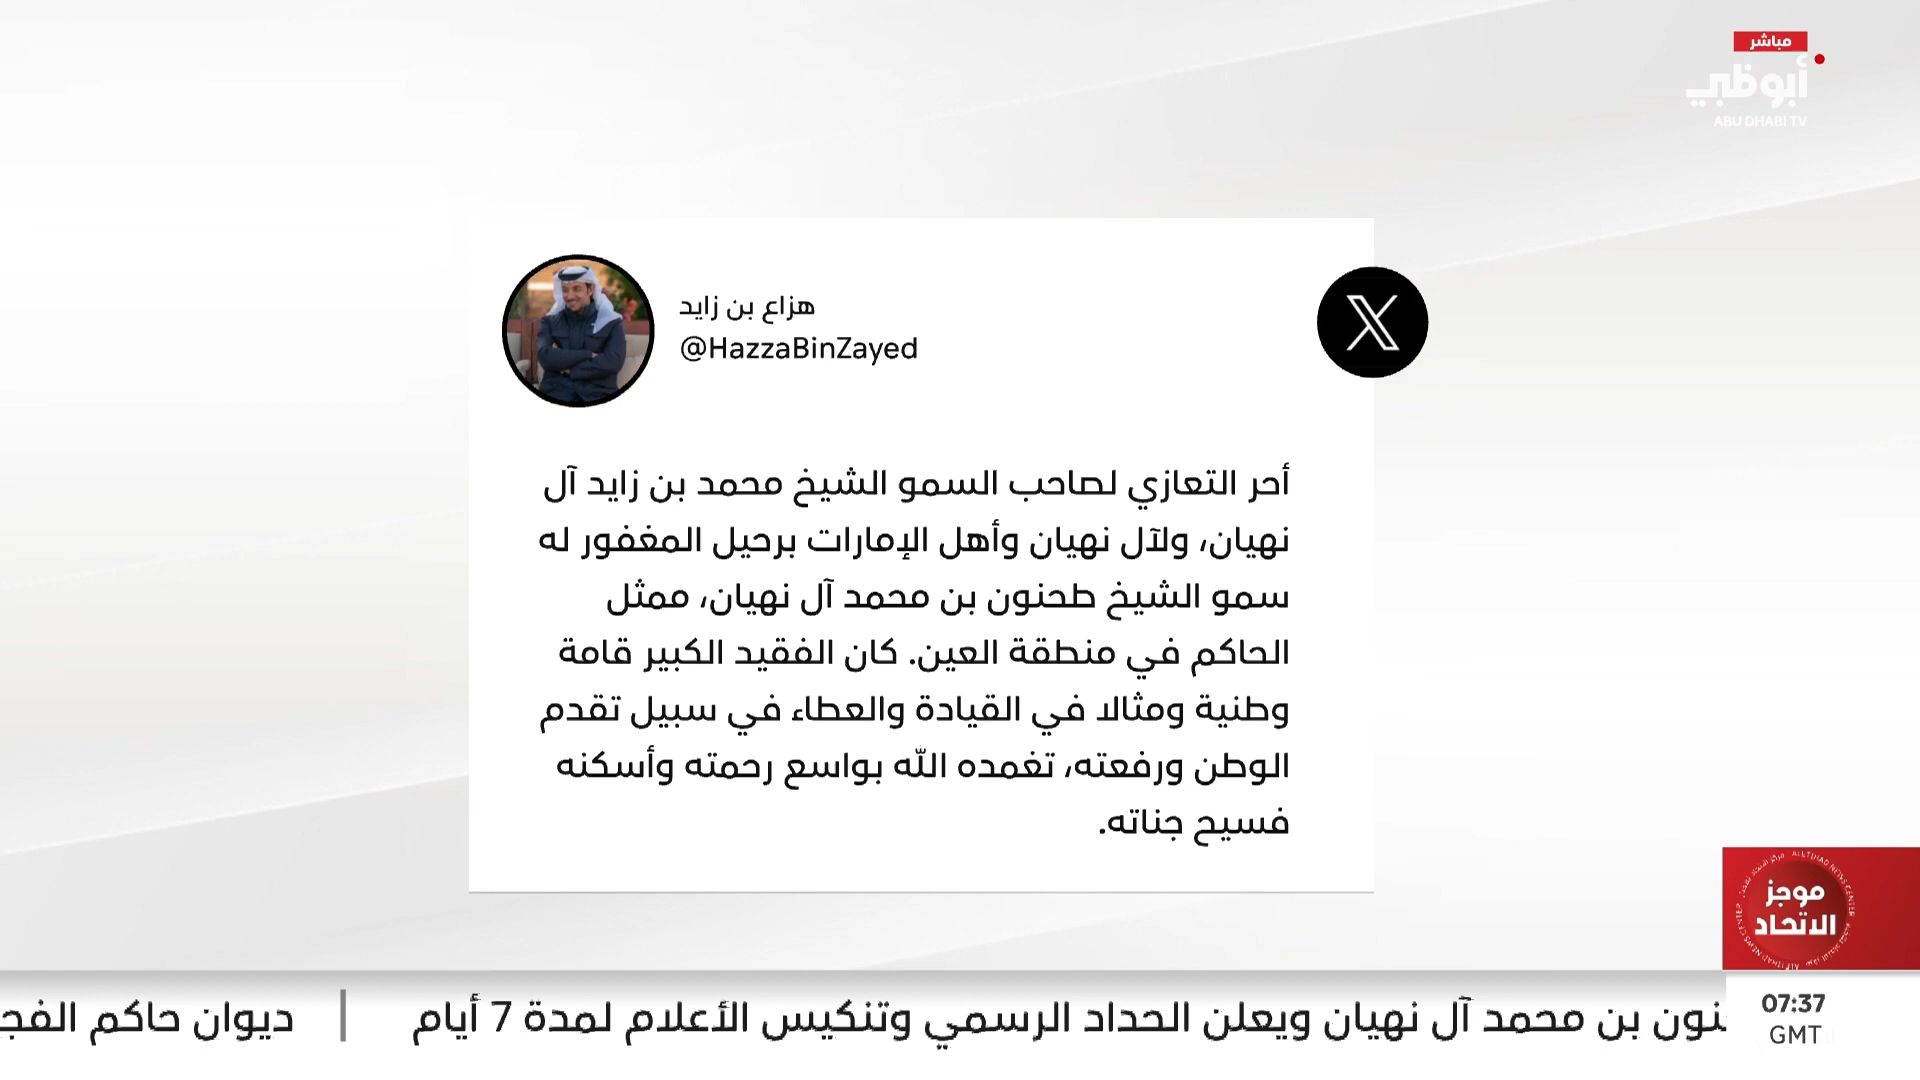 مباشر
أبوظبي
ABU DHABI TV
هزاع بن زايد
@HazzaBinZayed
أحر التعازي لصاحب السمو الشيخ محمد بن زايد آل
نهيان، ولآل نهيان وأهل الإمارات برحيل المغفور له
سمو الشيخ طحنون بن محمد آل نهيان، ممثل
الحاكم في منطقة العين. كان الفقيد الكبير قامة
وطنية ومثالا في القيادة والعطاء في سبيل تقدم
الوطن ورفعته، تغمده الله بواسع رحمته وأسكنه
فسيح جناته.
موجز
الاتحاد
بن محمد آل نهيان ويعلن الحداد الرسمي وتنكيس الأعلام لمدة 7 أيام | ديوان حاكم
07:37
GMT